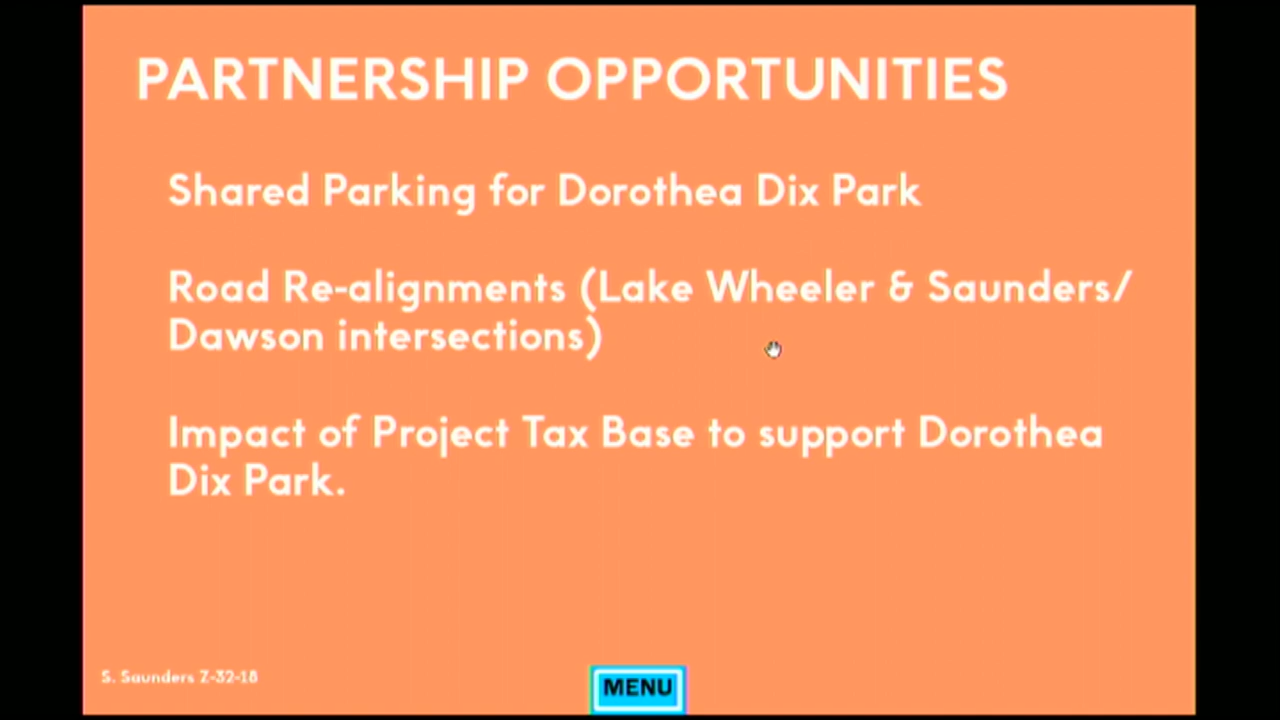 PARTNERSHIP OPPORTUNITIES
Shared Parking for Dorothea Dix Park
Road Re-alignments (Lake Wheeler & Saunders/
Dawson intersections)
Impact of Project Tax Base to support Dorothea
Dix Park.
S. Saunders Z-32-18
MENU